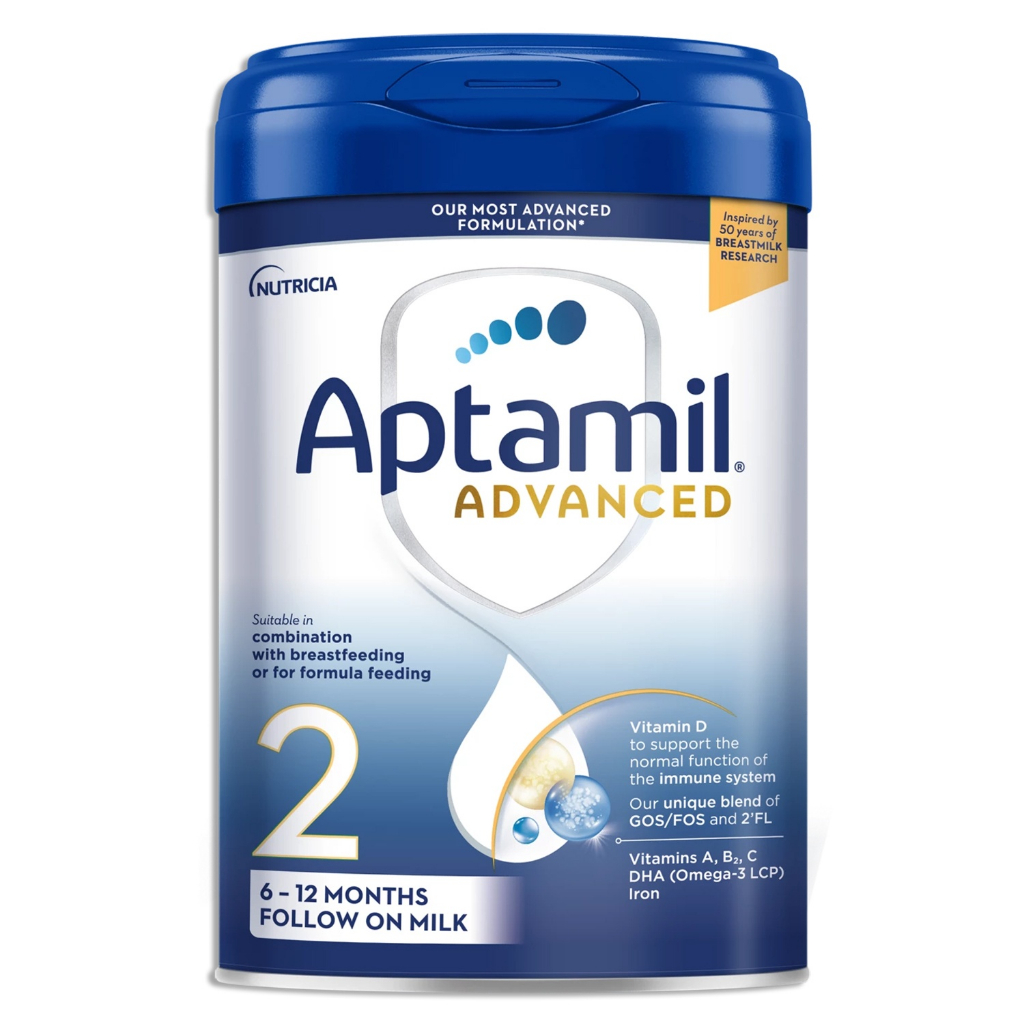 OUR MOST ADVANCED
FORMULATION*
Inspired by
50 years of
BREASTMILK
RESEARCH
NUTRICIA
Aptamil®
ADVANCED
Suitable in
combination
with breastfeeding
or for formula feeding
2
6 – 12 MONTHS
FOLLOW ON MILK
Vitamin D
to support the
normal function of
the immune system
Our unique blend of
GOS/FOS and 2'FL
Vitamins A, B₂, C
DHA (Omega-3 LCP)
Iron